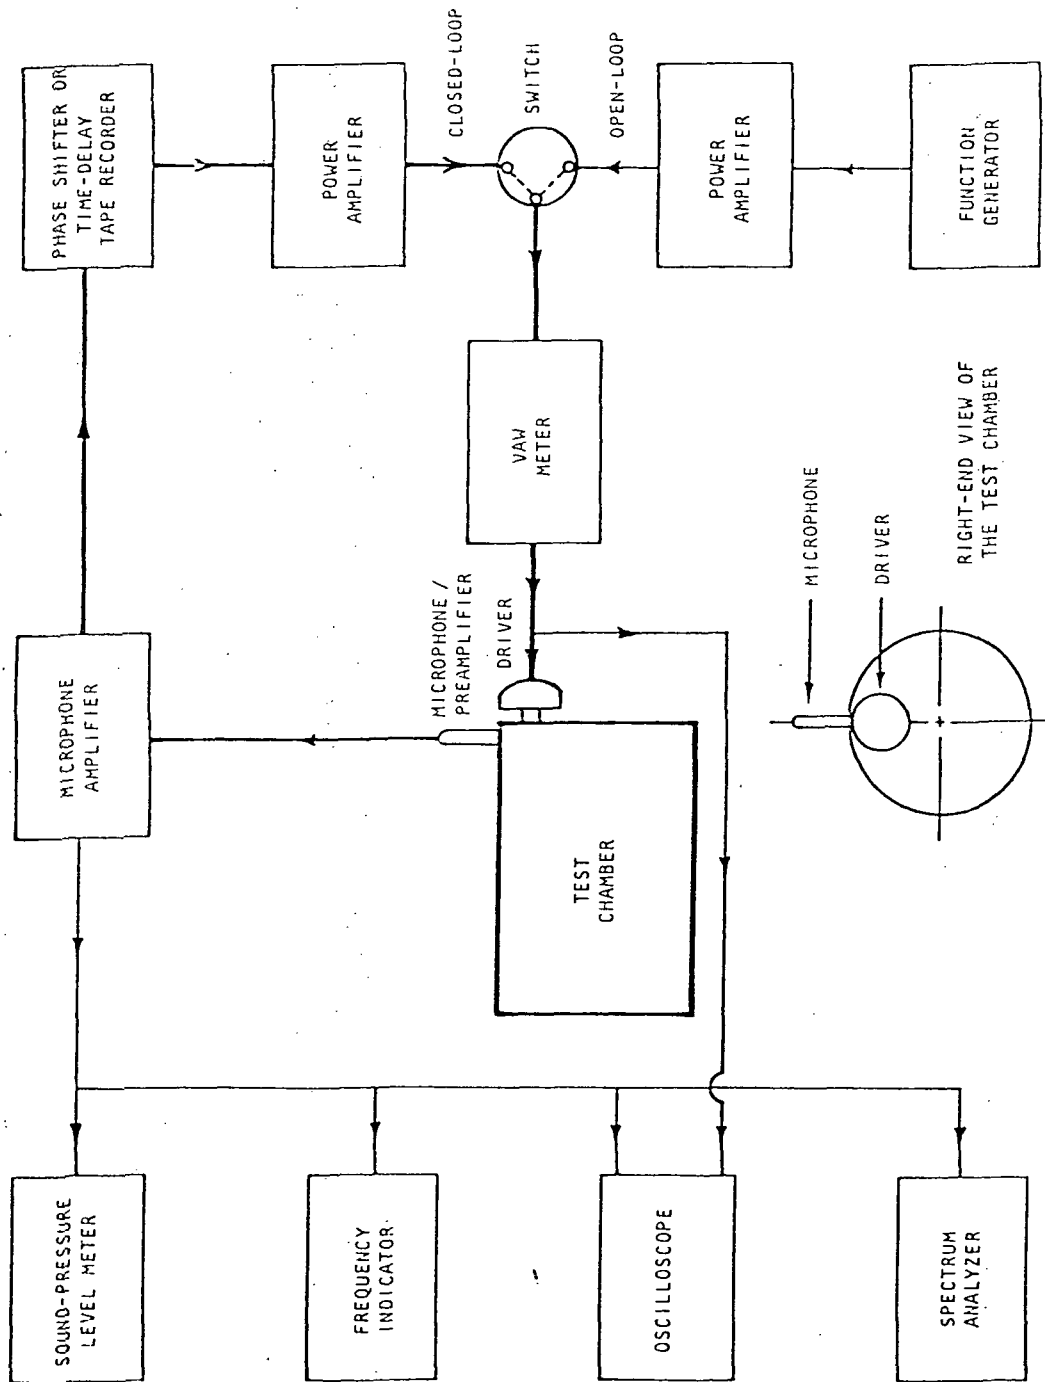 SOUND-PRESSURE
LEVEL METER
MICROPHONE
AMPLIFIER
PHASE SHIFTER OR
TIME-DELAY
TAPE RECORDER
FREQUENCY
INDICATOR.
POWER
AMPLIFIER
MICROPHONE/
PREAMPLIFIER
DRIVER
CLOSED-LOOP
SWITCH
OPEN-LOOP
VAW
METER
TEST
CHAMBER
OSCILLOSCOPE
POWER
AMPLIFIER
MICROPHONE
DRIVER
SPECTRUM
ANALYZER
RIGHT-END VIEW OF
THE TEST CHAMBER
FUNCTION
GENERATOR